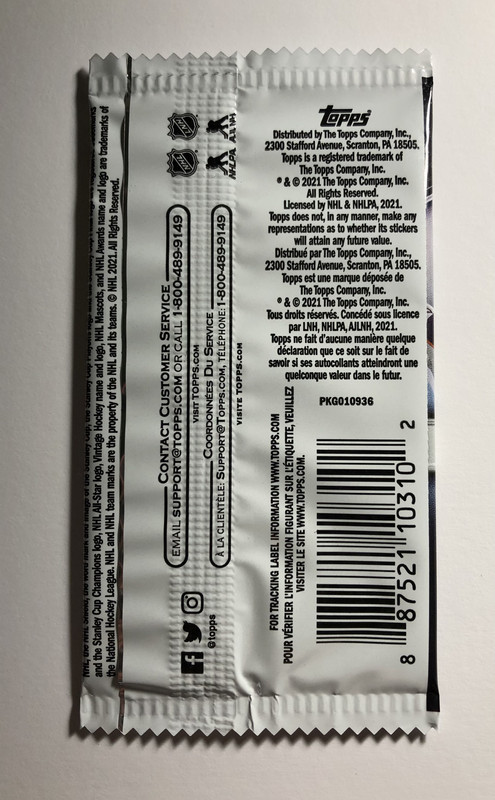 Topps
Distributed by The Topps Company, Inc.,
2300 Stafford Avenue, Scranton, PA 18505.
Topps is a registered trademark of
The Topps Company, Inc.
® & © 2021 The Topps Company, Inc.
All Rights Reserved.
Licensed by NHL & NHLPA, 2021.
Topps does not, in any manner, make any
representations as to whether its stickers
will attain any future value.
Distribué par The Topps Company, Inc.,
2300 Stafford Avenue, Scranton, PA 18505.
Topps est une marque déposée de
The Topps Company, Inc.
® & © 2021 The Topps Company, Inc.
Tous droits réservés. Concédé sous licence
par LNH, NHLPA, AJLNH, 2021.
Topps ne fait d'aucune manière quelque
déclaration que ce soit sur le fait de
savoir si ses autocollants atteindront une
quelconque valeur dans le futur.
PKG010936
FOR TRACKING LABEL INFORMATION WWW.TOPPS.COM
POUR VÉRIFIER L'INFORMATION FIGURANT SUR L'ÉTIQUETTE, VEUILLEZ
VISITER LE SITE WWW.TOPPS.COM.
8 87521 10310 2
CONTACT CUSTOMER SERVICE
EMAIL SUPPORT@TOPPS.COM OR CALL 1-800-489-9149
VISIT TOPPS.COM
COORDONNÉES DU SERVICE
À LA CLIENTÈLE: SUPPORT@TOPPS.COM, TÉLÉPHONE:1-800-489-9149
VISITE TOPPS.COM
@topps
NHL
NHL
NHLPA
and the Stanley Cup Champions logo, NHL All-Star logo, Vintage Hockey name and logo, NHL Mascots, and NHL Awards name and logo are trademarks of
the National Hockey League. NHL and NHL team marks are the property of the NHL and its teams. © NHL 2021. All Rights Reserved.